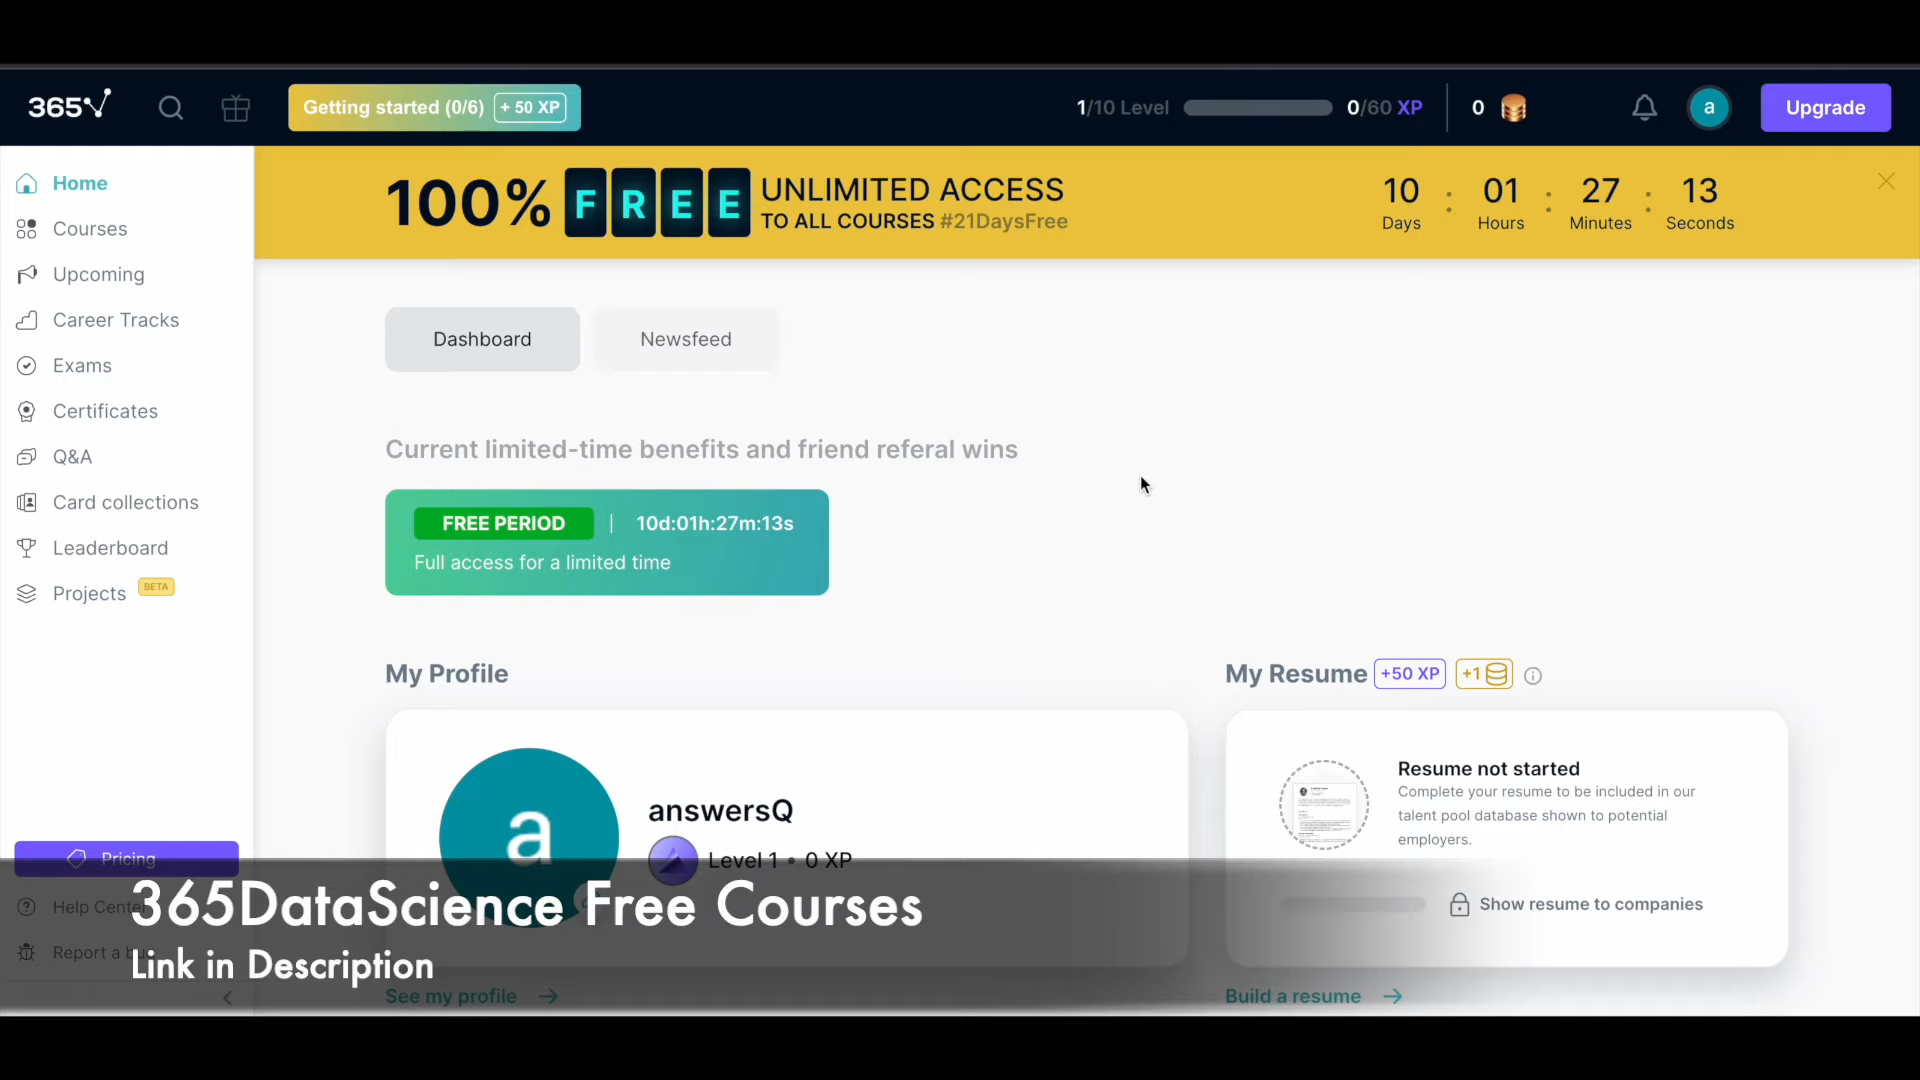 365
Getting started (0/6) + 50 XP
1/10 Level
0/60 XP
0
a
Upgrade
Home
Courses
Upcoming
Career Tracks
Exams
Certificates
Q&A
Card collections
Leaderboard
Projects BETA
Pricing
Help Center
Report a bug
100% FREE UNLIMITED ACCESS
TO ALL COURSES #21DaysFree
10 : 01 : 27 : 13
Days Hours Minutes Seconds
Dashboard
Newsfeed
Current limited-time benefits and friend referal wins
FREE PERIOD | 10d:01h:27m:13s
Full access for a limited time
My Profile
a
answersQ
Level 1 • 0 XP
See my profile
My Resume +50 XP +1
Resume not started
Complete your resume to be included in our
talent pool database shown to potential
employers.
Show resume to companies
Build a resume
365DataScience Free Courses
Link in Description